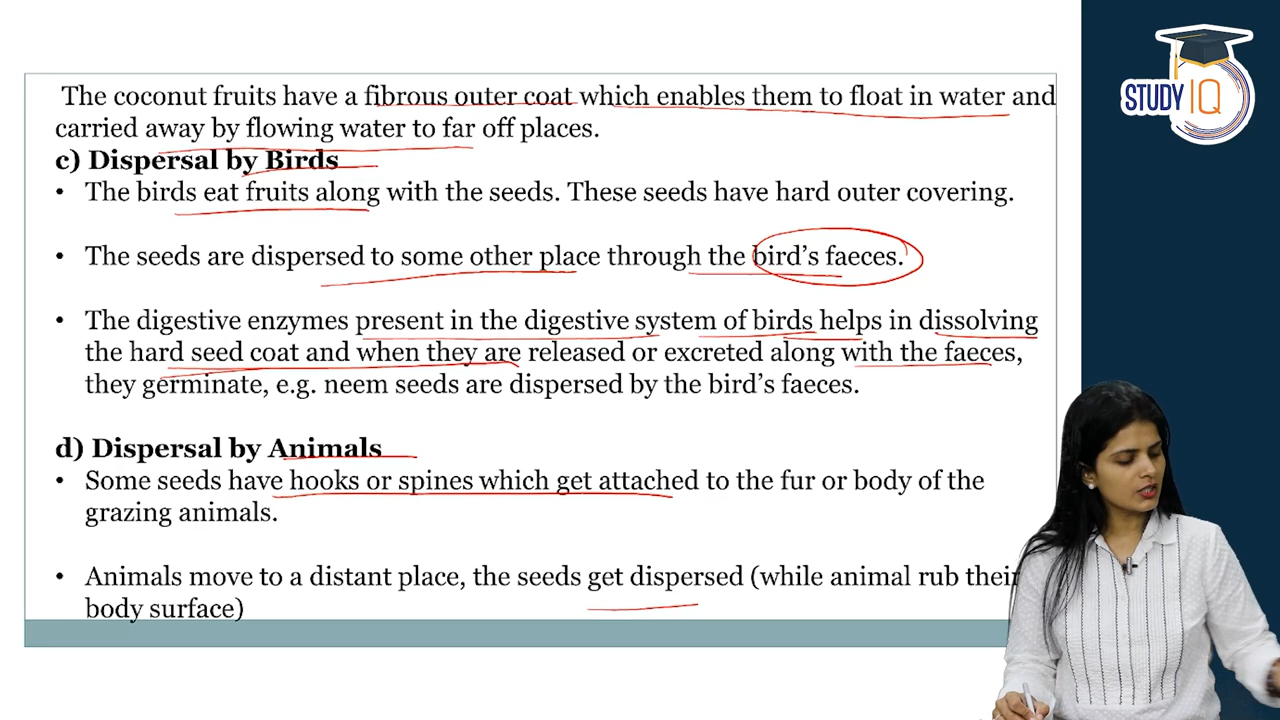 STUDY IQ
The coconut fruits have a fibrous outer coat which enables them to float in water and
carried away by flowing water to far off places.
c) Dispersal by Birds
• The birds eat fruits along with the seeds. These seeds have hard outer covering.
• The seeds are dispersed to some other place through the bird's faeces.
• The digestive enzymes present in the digestive system of birds helps in dissolving
the hard seed coat and when they are released or excreted along with the faeces,
they germinate, e.g. neem seeds are dispersed by the bird's faeces.
d) Dispersal by Animals
• Some seeds have hooks or spines which get attached to the fur or body of the
grazing animals.
• Animals move to a distant place, the seeds get dispersed (while animal rub their
body surface)